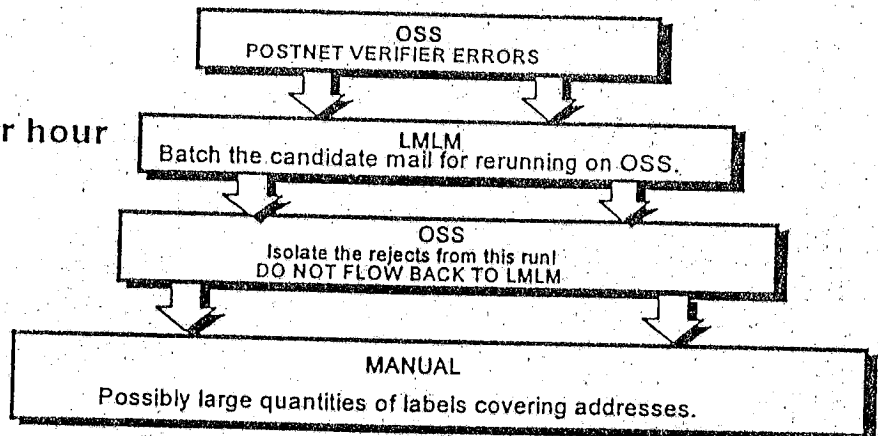 OSS
POSTNET VERIFIER ERRORS
r hour
LMLM
Batch the candidate mail for rerunning on OSS.
OSS
Isolate the rejects from this run!
DO NOT FLOW BACK TO LMLM
MANUAL
Possibly large quantities of labels covering addresses.